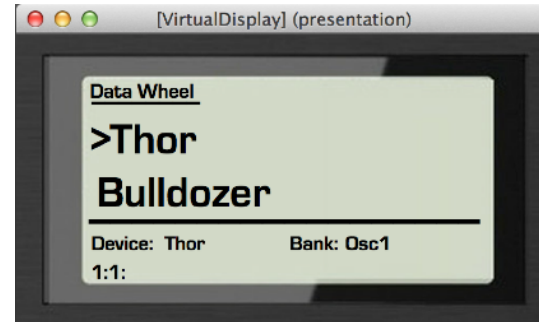 [VirtualDisplay] (presentation)
Data Wheel
>Thor
Bulldozer
Device: Thor Bank: Osc1
1:1: